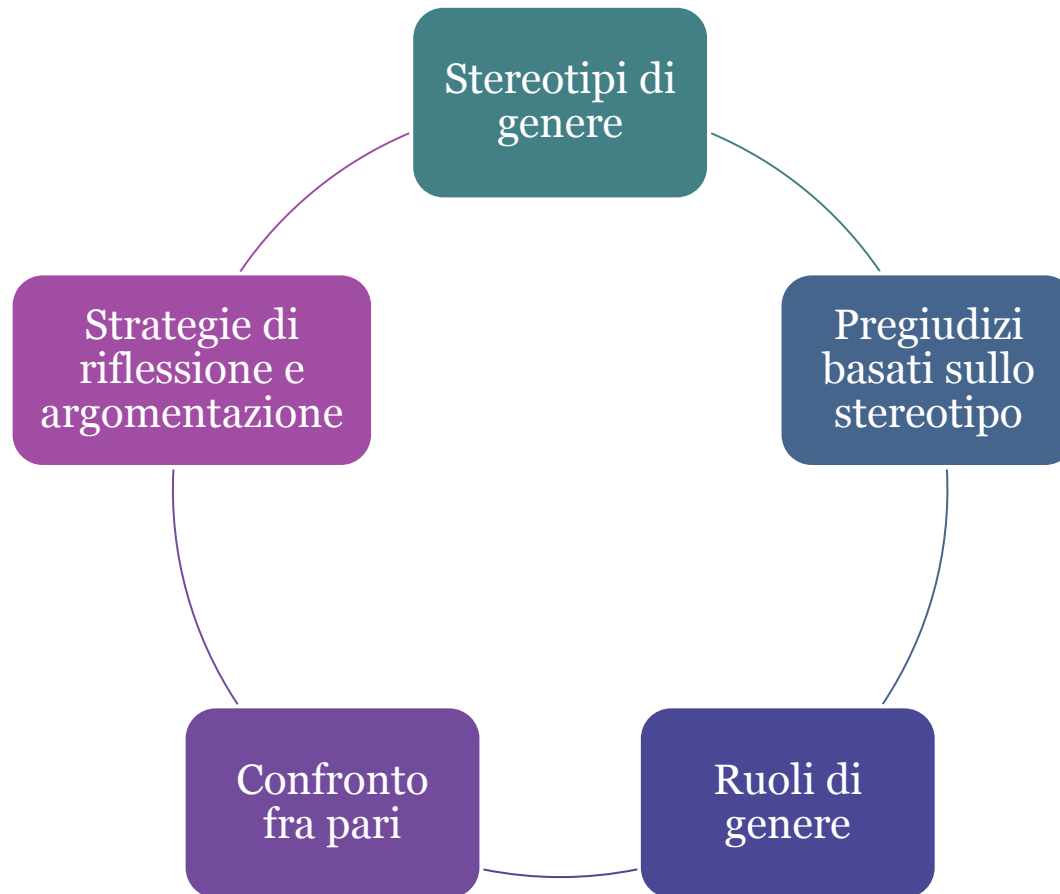 Stereotipi di
genere
Pregiudizi
basati sullo
stereotipo
Ruoli di
genere
Confronto
fra pari
Strategie di
riflessione e
argomentazione